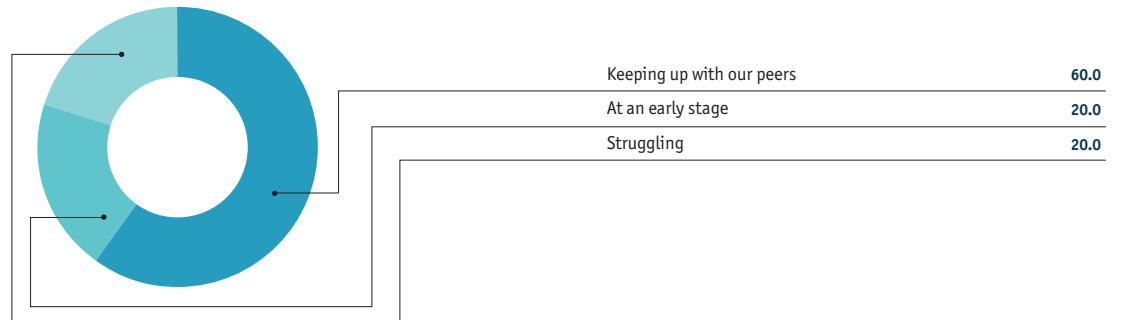 Keeping up with our peers 60.0
At an early stage 20.0
Struggling 20.0